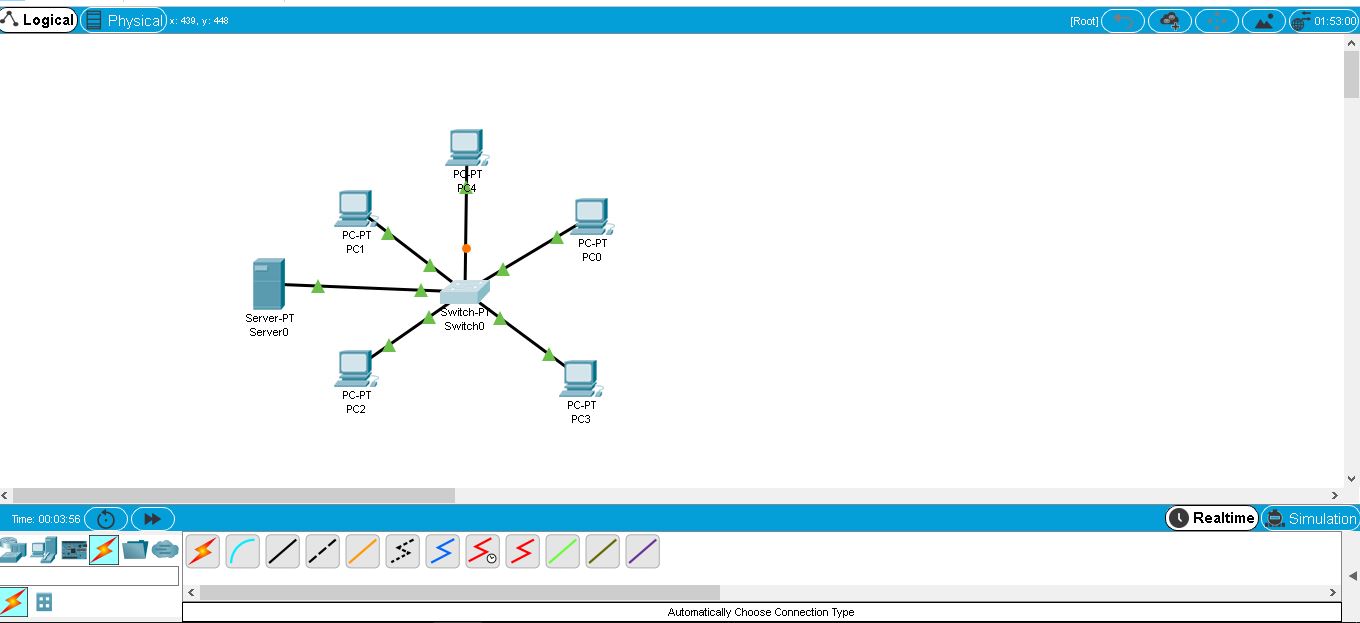 Logical
Physical
x: 439, y: 448
[Root]
01:53:00
PC-PT
PC4
PC-PT
PC1
PC-PT
PC0
Server-PT
Server0
Switch-PT
Switch0
PC-PT
PC2
PC-PT
PC3
Time: 00:03:56
Realtime
Simulation
Automatically Choose Connection Type